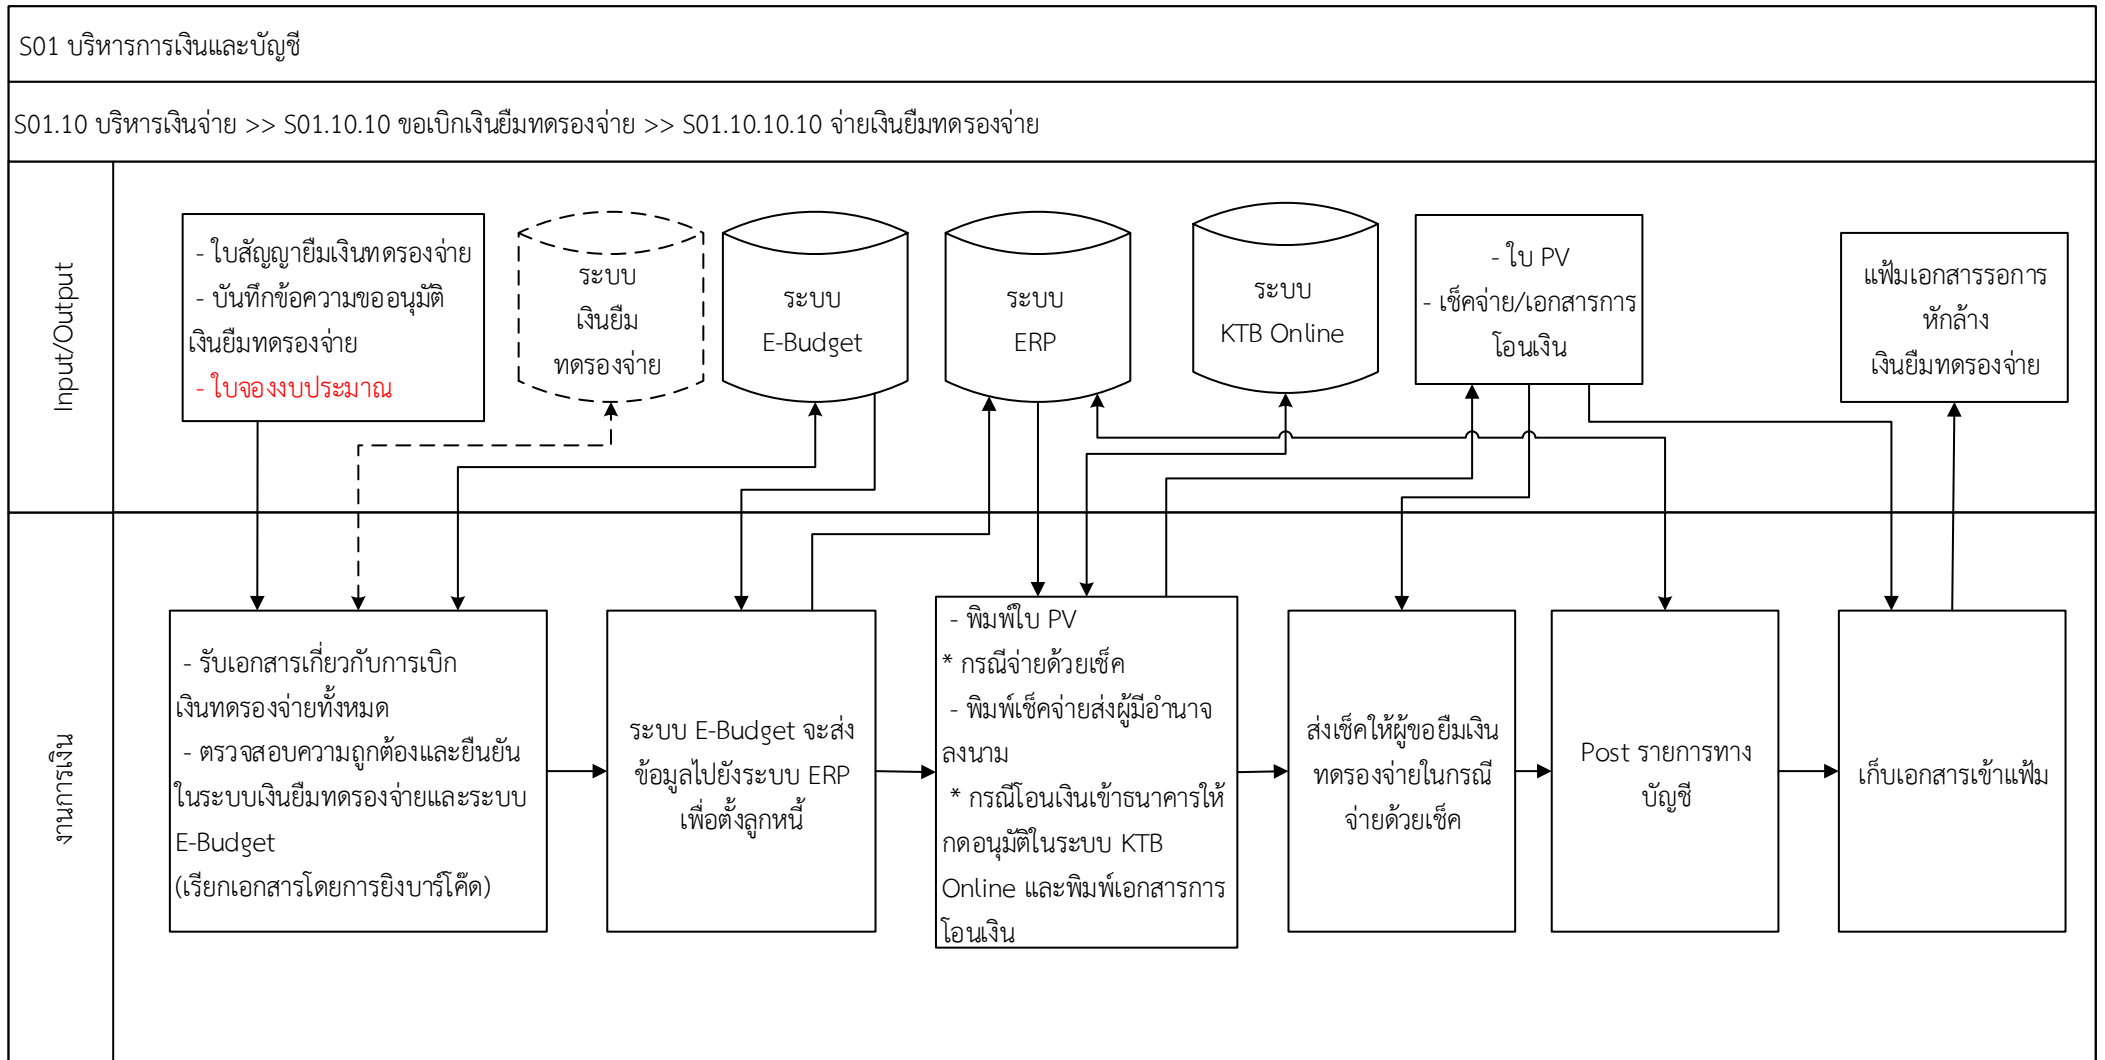 S01 บริหารการเงินและบัญชี
S01.10 บริหารเงินจ่าย >> S01.10.10 ขอเบิกเงินยืมทดรองจ่าย >> S01.10.10.10 จ่ายเงินยืมทดรองจ่าย
Input/Output
- ใบสัญญายืมเงินทดรองจ่าย
- บันทึกข้อความขออนุมัติ
เงินยืมทดรองจ่าย
- ใบจองงบประมาณ
ระบบ
เงินยืม
ทดรองจ่าย
ระบบ
E-Budget
ระบบ
ERP
ระบบ
KTB Online
- ใบ PV
- เช็คจ่าย/เอกสารการ
โอนเงิน
แฟ้มเอกสารรอการ
หักล้าง
เงินยืมทดรองจ่าย
งานการเงิน
- รับเอกสารเกี่ยวกับการเบิก
เงินทดรองจ่ายทั้งหมด
- ตรวจสอบความถูกต้องและยืนยัน
ในระบบเงินยืมทดรองจ่ายและระบบ
E-Budget
(เรียกเอกสารโดยการยิงบาร์โค๊ด)
ระบบ E-Budget จะส่ง
ข้อมูลไปยังระบบ ERP
เพื่อตั้งลูกหนี้
- พิมพ์ใบ PV
* กรณีจ่ายด้วยเช็ค
- พิมพ์เช็คจ่ายส่งผู้มีอำนาจ
ลงนาม
* กรณีโอนเงินเข้าธนาคารให้
กดอนุมัติในระบบ KTB
Online และพิมพ์เอกสารการ
โอนเงิน
ส่งเช็คให้ผู้ขอยืมเงิน
ทดรองจ่ายในกรณี
จ่ายด้วยเช็ค
Post รายการทาง
บัญชี
เก็บเอกสารเข้าแฟ้ม